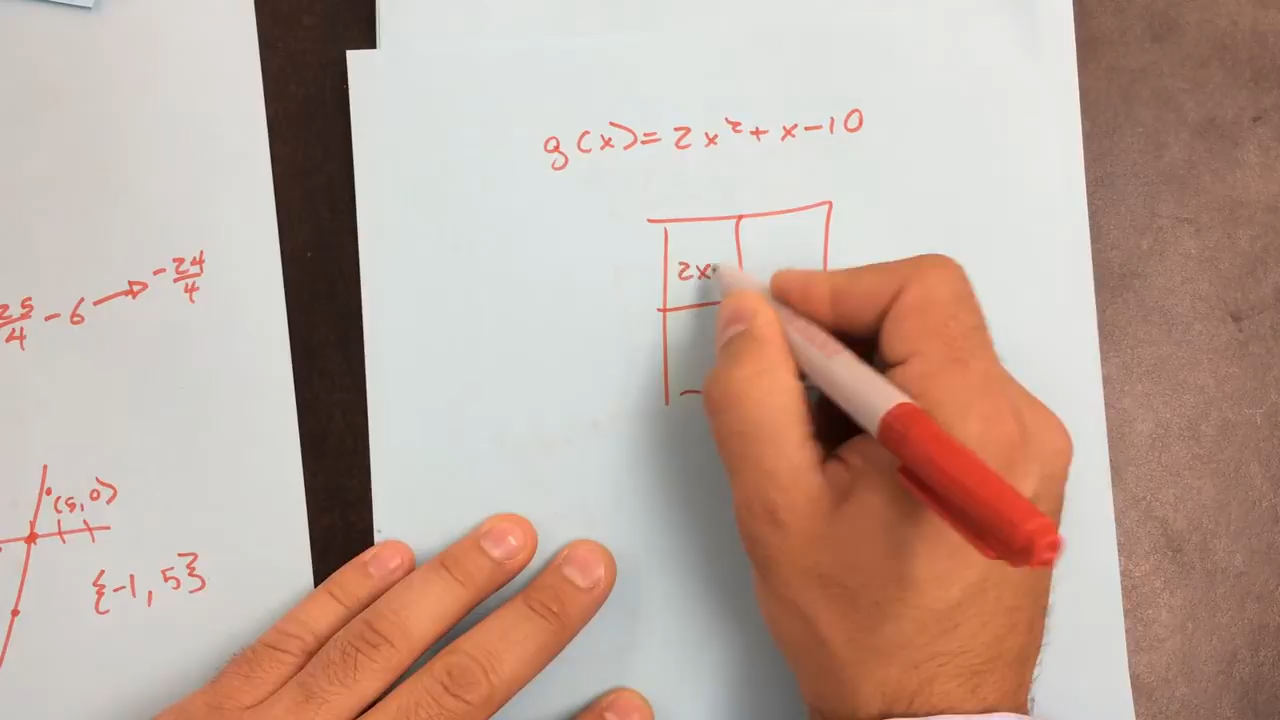 g(x)=2x²+x-10
2x
25/4 - 6 → -24/4
(5,0)
{-1,5}